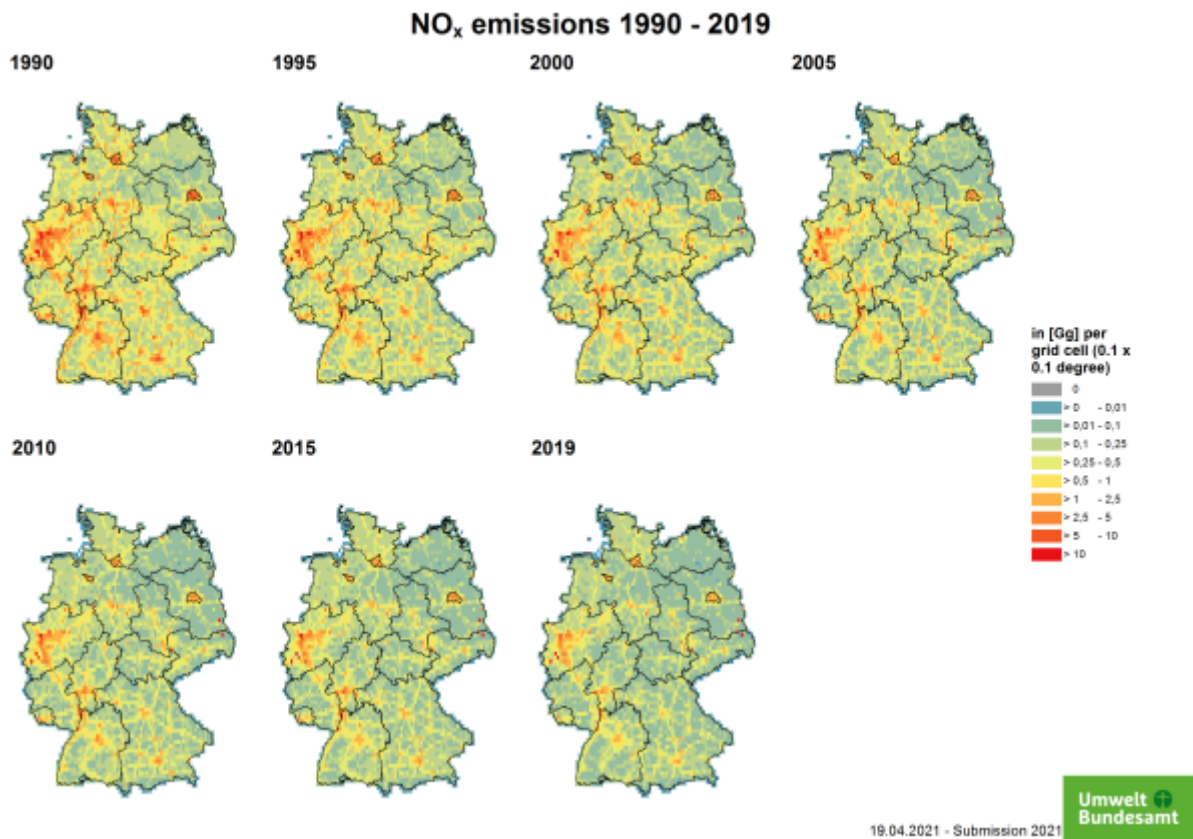 NOx emissions 1990 - 2019
1990
1995
2000
2005
2010
2015
2019
in [Gg] per
grid cell (0.1 x
0.1 degree)
0
> 0 - 0,01
> 0,01 - 0,1
> 0,1 - 0,25
> 0,25 - 0,5
> 0,5 - 1
> 1 - 2,5
> 2,5 - 5
> 5 - 10
> 10
Umwelt
Bundesamt
19.04.2021 - Submission 2021